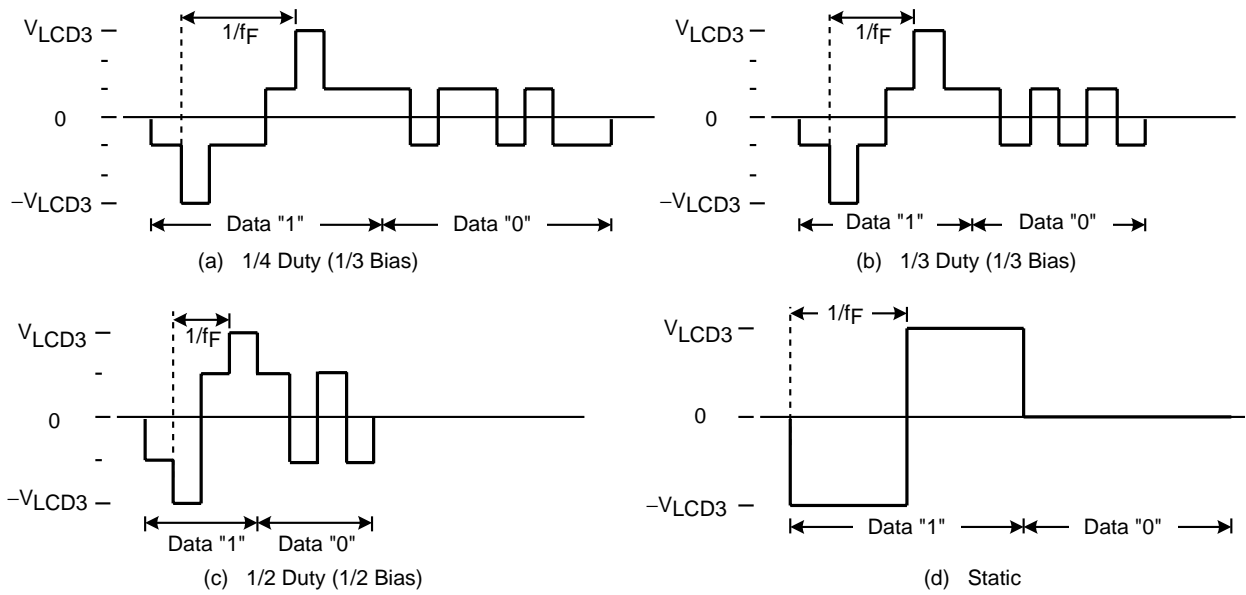 VLCD3
1/fF
0
−VLCD3
Data "1"
Data "0"
(a) 1/4 Duty (1/3 Bias)
VLCD3
1/fF
0
−VLCD3
Data "1"
Data "0"
(b) 1/3 Duty (1/3 Bias)
VLCD3
1/fF
0
−VLCD3
Data "1"
Data "0"
(c) 1/2 Duty (1/2 Bias)
VLCD3
1/fF
0
−VLCD3
Data "1"
Data "0"
(d) Static